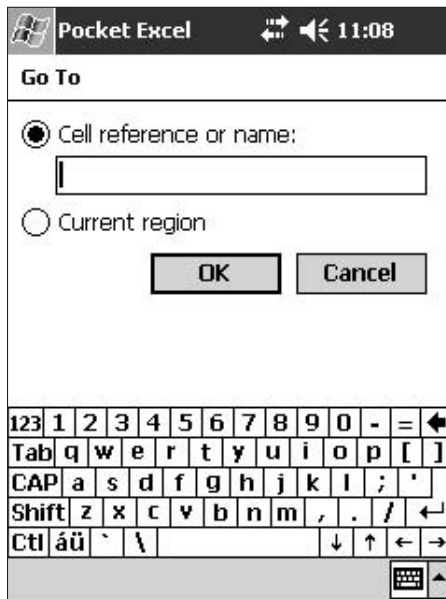 Pocket Excel 11:08
Go To
Cell reference or name:
Current region
OK Cancel
123 1 2 3 4 5 6 7 8 9 0 - =
Tab q w e r t y u i o p [ ]
CAP a s d f g h j k l ; '
Shift z x c v b n m , . /
Ctl áü ` \